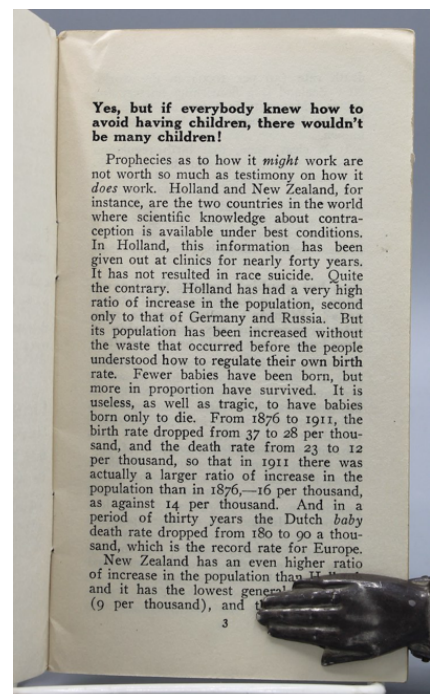 Yes, but if everybody knew how to
avoid having children, there wouldn't
be many children!
Prophecies as to how it might work are
not worth so much as testimony on how it
does work. Holland and New Zealand, for
instance, are the two countries in the world
where scientific knowledge about contra-
ception is available under best conditions.
In Holland, this information has been
given out at clinics for nearly forty years.
It has not resulted in race suicide. Quite
the contrary. Holland has had a very high
ratio of increase in the population, second
only to that of Germany and Russia. But
its population has been increased without
the waste that occurred before the people
understood how to regulate their own birth
rate. Fewer babies have been born, but
more in proportion have survived. It is
useless, as well as tragic, to have babies
born only to die. From 1876 to 1911, the
birth rate dropped from 37 to 28 per thou-
sand, and the death rate from 23 to 12
per thousand, so that in 1911 there was
actually a larger ratio of increase in the
population than in 1876,—16 per thousand,
as against 14 per thousand. And in a
period of thirty years the Dutch baby
death rate dropped from 180 to 90 a thou-
sand, which is the record rate for Europe.
New Zealand has an even higher ratio
of increase in the population than
and it has the lowest general
(9 per thousand), and
3